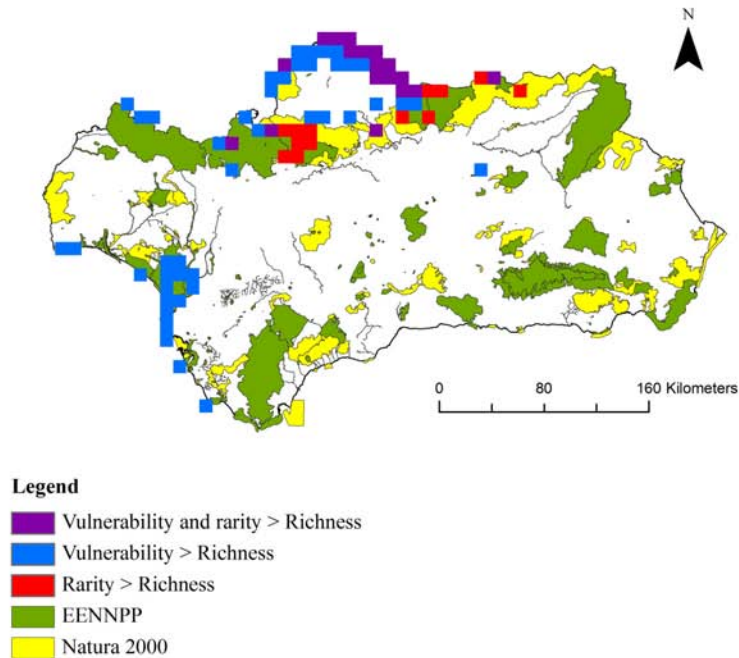 N
0 80 160 Kilometers
Legend
Vulnerability and rarity > Richness
Vulnerability > Richness
Rarity > Richness
EENNPP
Natura 2000